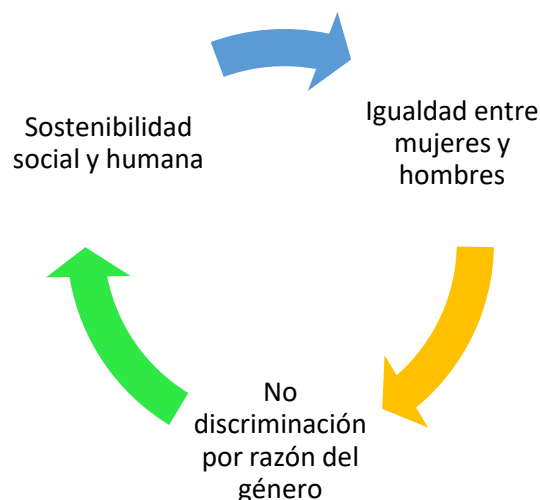 Sostenibilidad
social y humana
Igualdad entre
mujeres y
hombres
No
discriminación
por razón del
género